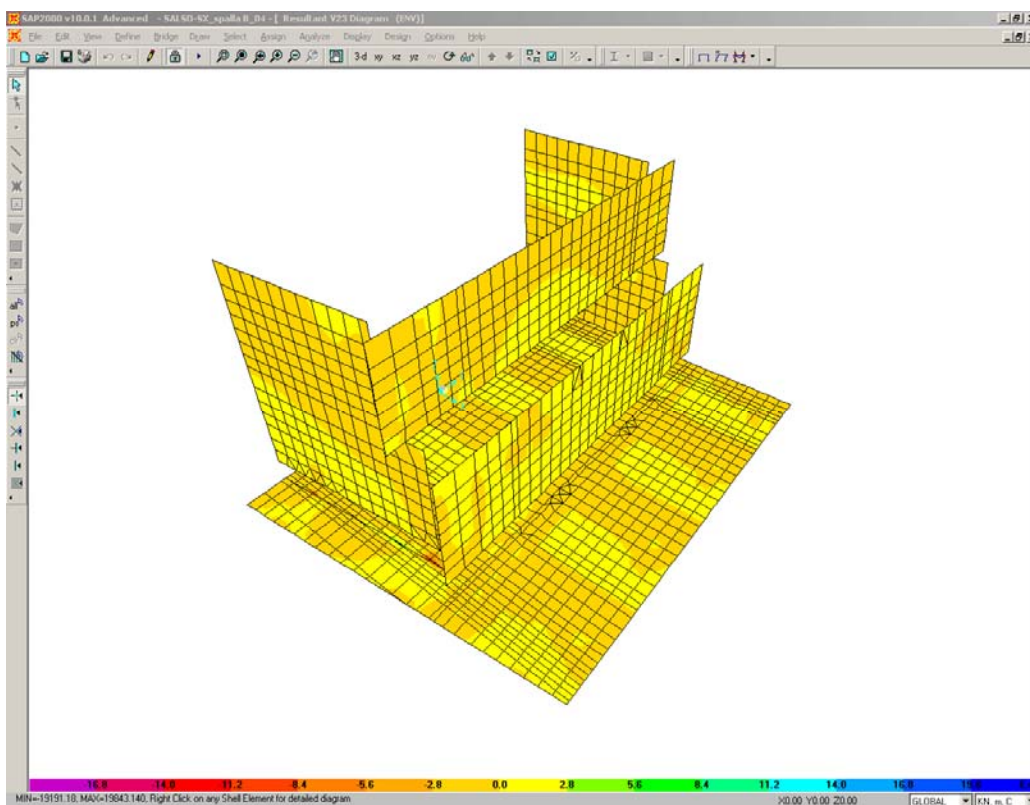 SAP2000 v10.0.1 Advanced - SALSO-SX_spalla B_04 - [ Resultant V23 Diagram (ENV)]
File Edit View Define Bridge Draw Select Assign Analyze Display Design Options Help
3-d xy xz yz nv
-16.8 -14.0 -11.2 -8.4 -5.6 -2.8 0.0 2.8 5.6 8.4 11.2 14.0 16.8
MIN=-19191.18, MAX=19843.140, Right Click on any Shell Element for detailed diagram X0.00 Y0.00 Z0.00 GLOBAL KN, m, C